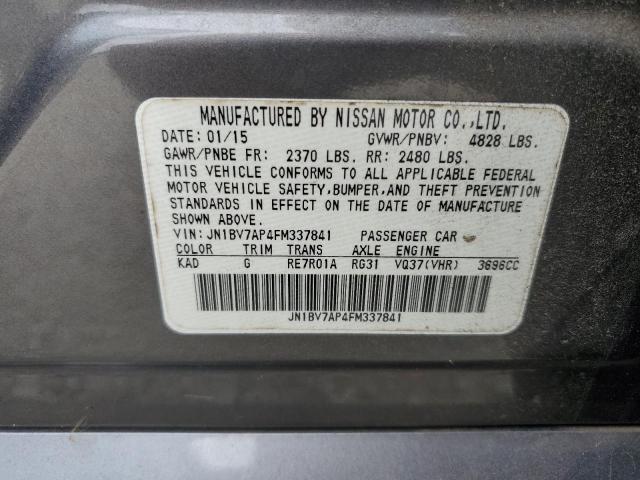 MANUFACTURED BY NISSAN MOTOR CO.,LTD.
DATE: 01/15 GVWR/PNBV: 4828 LBS.
GAWR/PNBE FR: 2370 LBS. RR: 2480 LBS.
THIS VEHICLE CONFORMS TO ALL APPLICABLE FEDERAL
MOTOR VEHICLE SAFETY,BUMPER,AND THEFT PREVENTION
STANDARDS IN EFFECT ON THE DATE OF MANUFACTURE
SHOWN ABOVE.
VIN:JN1BV7AP4FM337841 PASSENGER CAR
COLOR TRIM TRANS AXLE ENGINE
KAD G RE7R01A RG31 VQ37(VHR) 3696CC
JN1BV7AP4FM337841